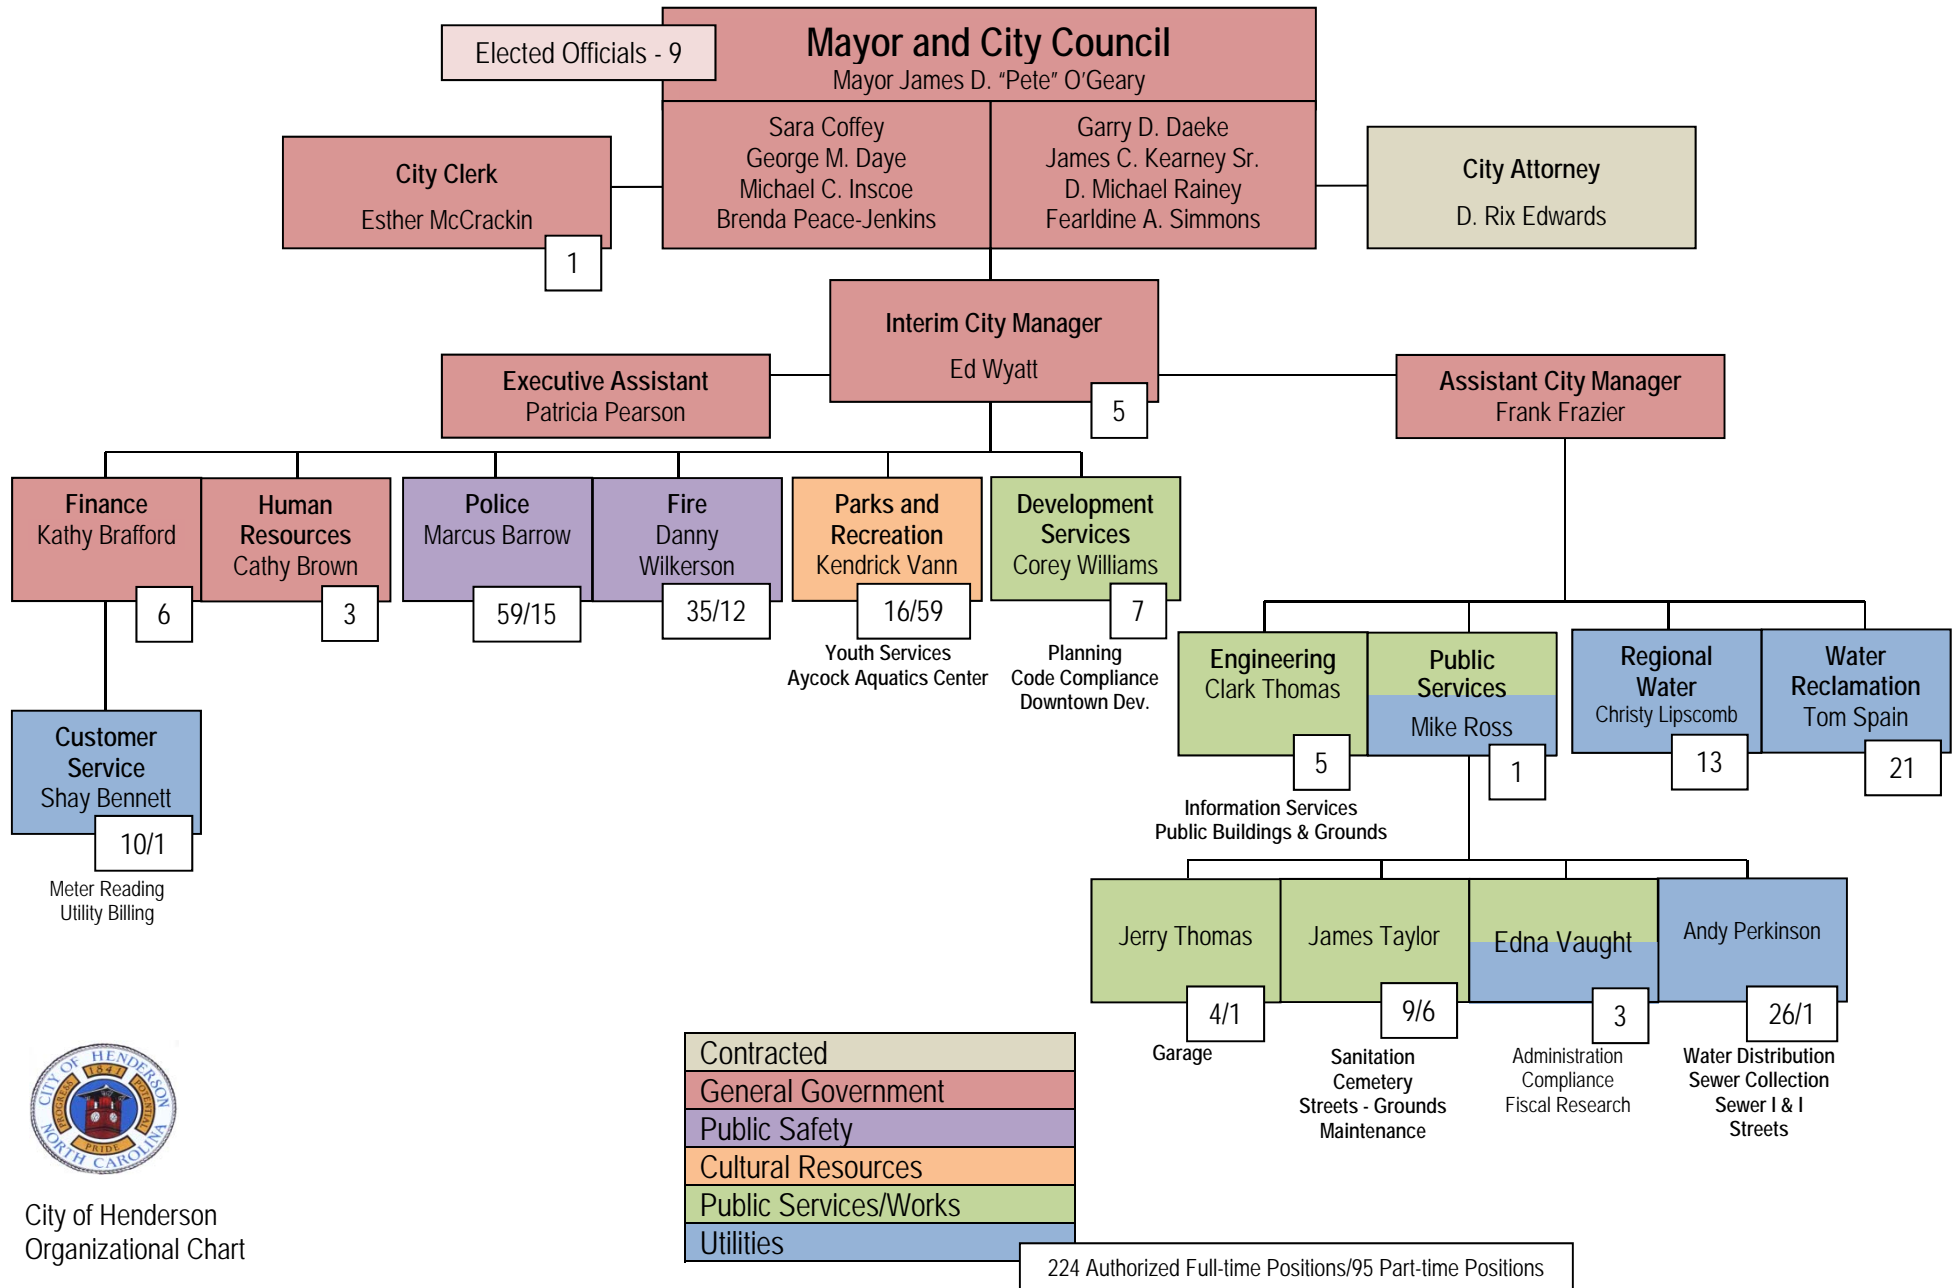 Elected Officials - 9
Mayor and City Council
Mayor James D. “Pete” O’Geary
Sara Coffey
George M. Daye
Michael C. Inscoe
Brenda Peace-Jenkins
Garry D. Daeke
James C. Kearney Sr.
D. Michael Rainey
Fearldine A. Simmons
City Clerk
Esther McCrackin
1
City Attorney
D. Rix Edwards
Interim City Manager
Ed Wyatt
5
Executive Assistant
Patricia Pearson
Assistant City Manager
Frank Frazier
Finance
Kathy Brafford
6
Human
Resources
Cathy Brown
3
Police
Marcus Barrow
59/15
Fire
Danny
Wilkerson
35/12
Parks and
Recreation
Kendrick Vann
16/59
Youth Services
Aycock Aquatics Center
Development
Services
Corey Williams
7
Planning
Code Compliance
Downtown Dev.
Engineering
Clark Thomas
5
Information Services
Public Buildings & Grounds
Public
Services
Mike Ross
1
Regional
Water
Christy Lipscomb
13
Water
Reclamation
Tom Spain
21
Customer
Service
Shay Bennett
10/1
Meter Reading
Utility Billing
Jerry Thomas
4/1
Garage
James Taylor
9/6
Sanitation
Cemetery
Streets - Grounds
Maintenance
Edna Vaught
3
Administration
Compliance
Fiscal Research
Andy Perkinson
26/1
Water Distribution
Sewer Collection
Sewer I & I
Streets
CITY OF HENDERSON
1841
PROGRESS
POTENTIAL
PRIDE
NORTH CAROLINA
City of Henderson
Organizational Chart
Contracted
General Government
Public Safety
Cultural Resources
Public Services/Works
Utilities
224 Authorized Full-time Positions/95 Part-time Positions